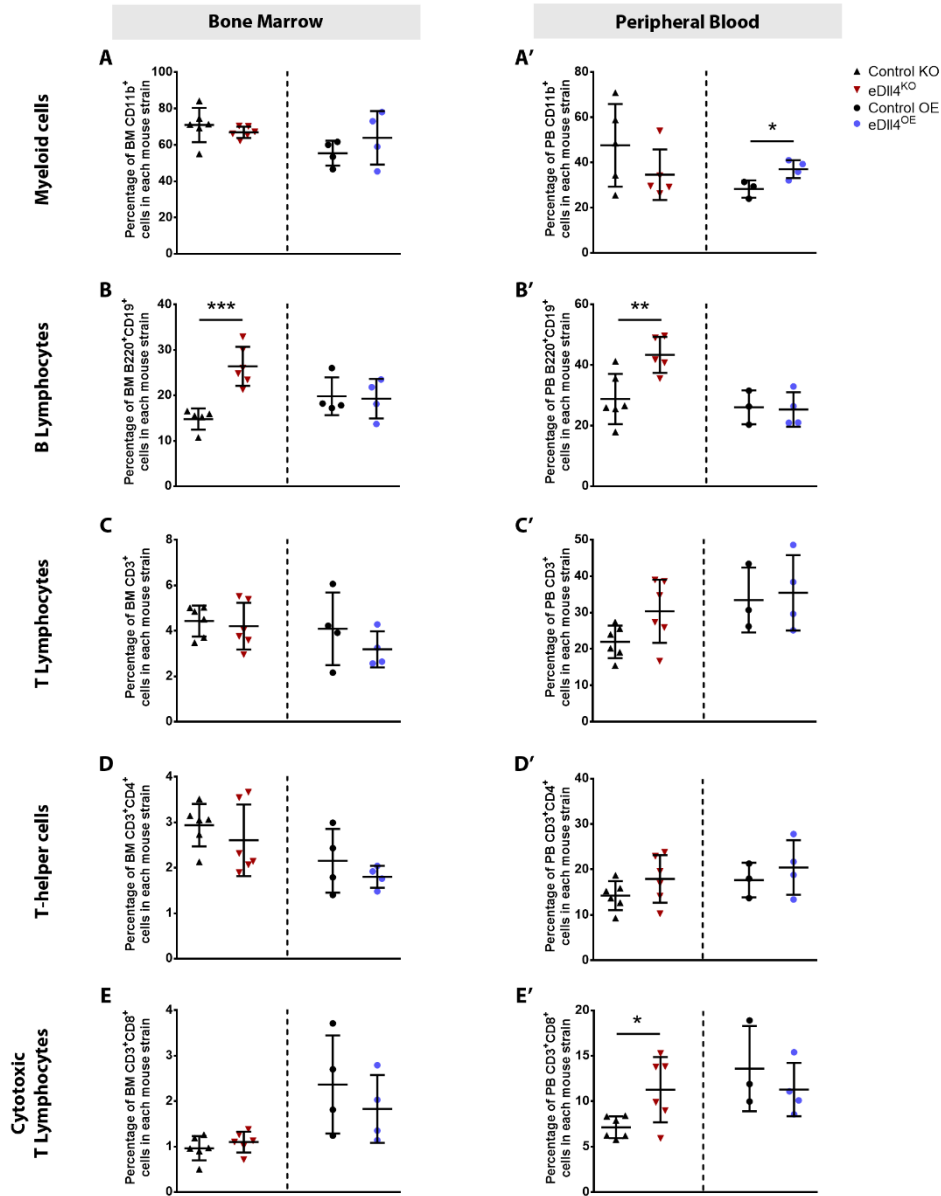 Bone Marrow
Peripheral Blood
Control KO
eDll4KO
Control OE
eDll4OE
Myeloid cells
A
Percentage of BM CD11b+
cells in each mouse strain
100
80
60
40
20
0
A′
Percentage of PB CD11b+
cells in each mouse strain
80
60
40
20
0
*
B Lymphocytes
B
Percentage of BM B220+CD19+
cells in each mouse strain
40
30
20
10
0
***
B′
Percentage of PB B220+CD19+
cells in each mouse strain
60
40
20
0
**
T Lymphocytes
C
Percentage of BM CD3+
cells in each mouse strain
8
6
4
2
0
C′
Percentage of PB CD3+
cells in each mouse strain
50
40
30
20
10
0
T-helper cells
D
Percentage of BM CD3+CD4+
cells in each mouse strain
4
3
2
1
0
D′
Percentage of PB CD3+CD4+
cells in each mouse strain
40
30
20
10
0
Cytotoxic
T Lymphocytes
E
Percentage of BM CD3+CD8+
cells in each mouse strain
4
3
2
1
0
E′
Percentage of PB CD3+CD8+
cells in each mouse strain
20
15
10
5
0
*